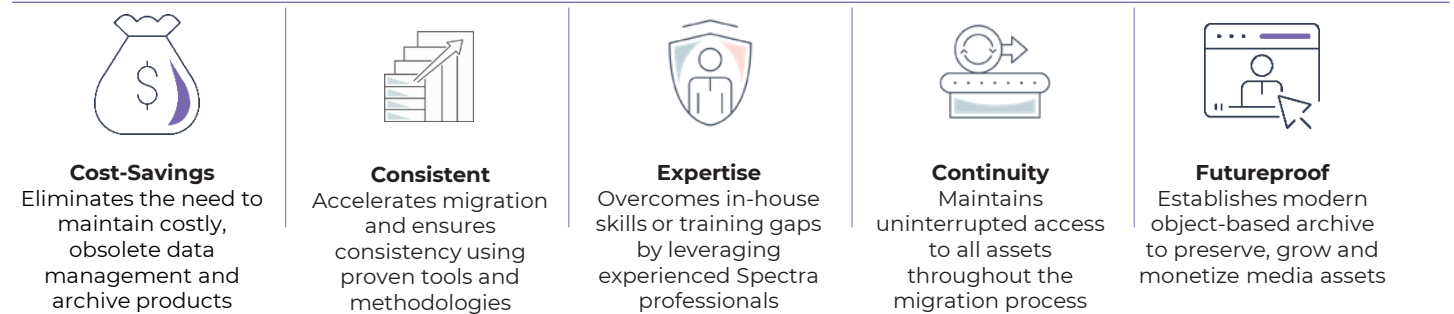 Cost-Savings
Eliminates the need to
maintain costly,
obsolete data
management and
archive products
Consistent
Accelerates migration
and ensures
consistency using
proven tools and
methodologies
Expertise
Overcomes in-house
skills or training gaps
by leveraging
experienced Spectra
professionals
Continuity
Maintains
uninterrupted access
to all assets
throughout the
migration process
Futureproof
Establishes modern
object-based archive
to preserve, grow and
monetize media assets